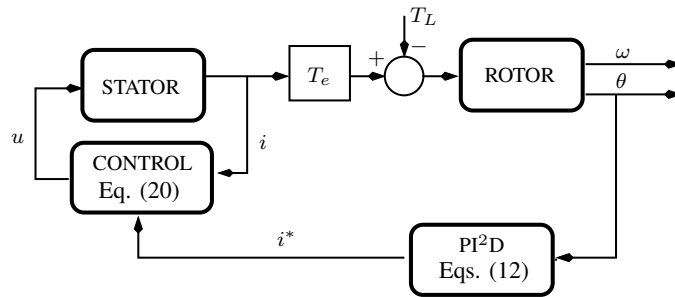 T_L
+
−
STATOR
T_e
ROTOR
ω
θ
u
i
CONTROL
Eq. (20)
i*
PI²D
Eqs. (12)